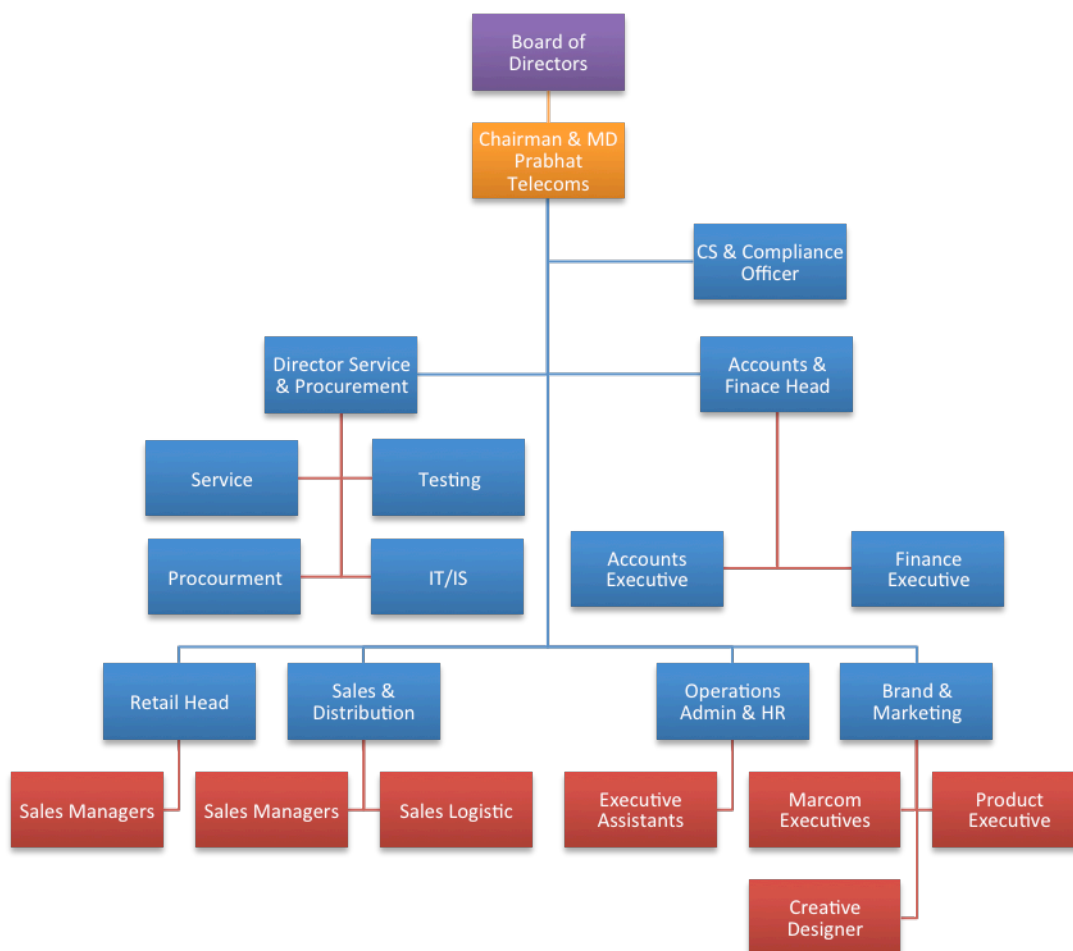 Board of
Directors
Chairman & MD
Prabhat
Telecoms
CS & Compliance
Officer
Director Service
& Procurement
Accounts &
Finace Head
Service
Testing
Procourment
IT/IS
Accounts
Executive
Finance
Executive
Retail Head
Sales &
Distribution
Operations
Admin & HR
Brand &
Marketing
Sales Managers
Sales Managers
Sales Logistic
Executive
Assistants
Marcom
Executives
Product
Executive
Creative
Designer